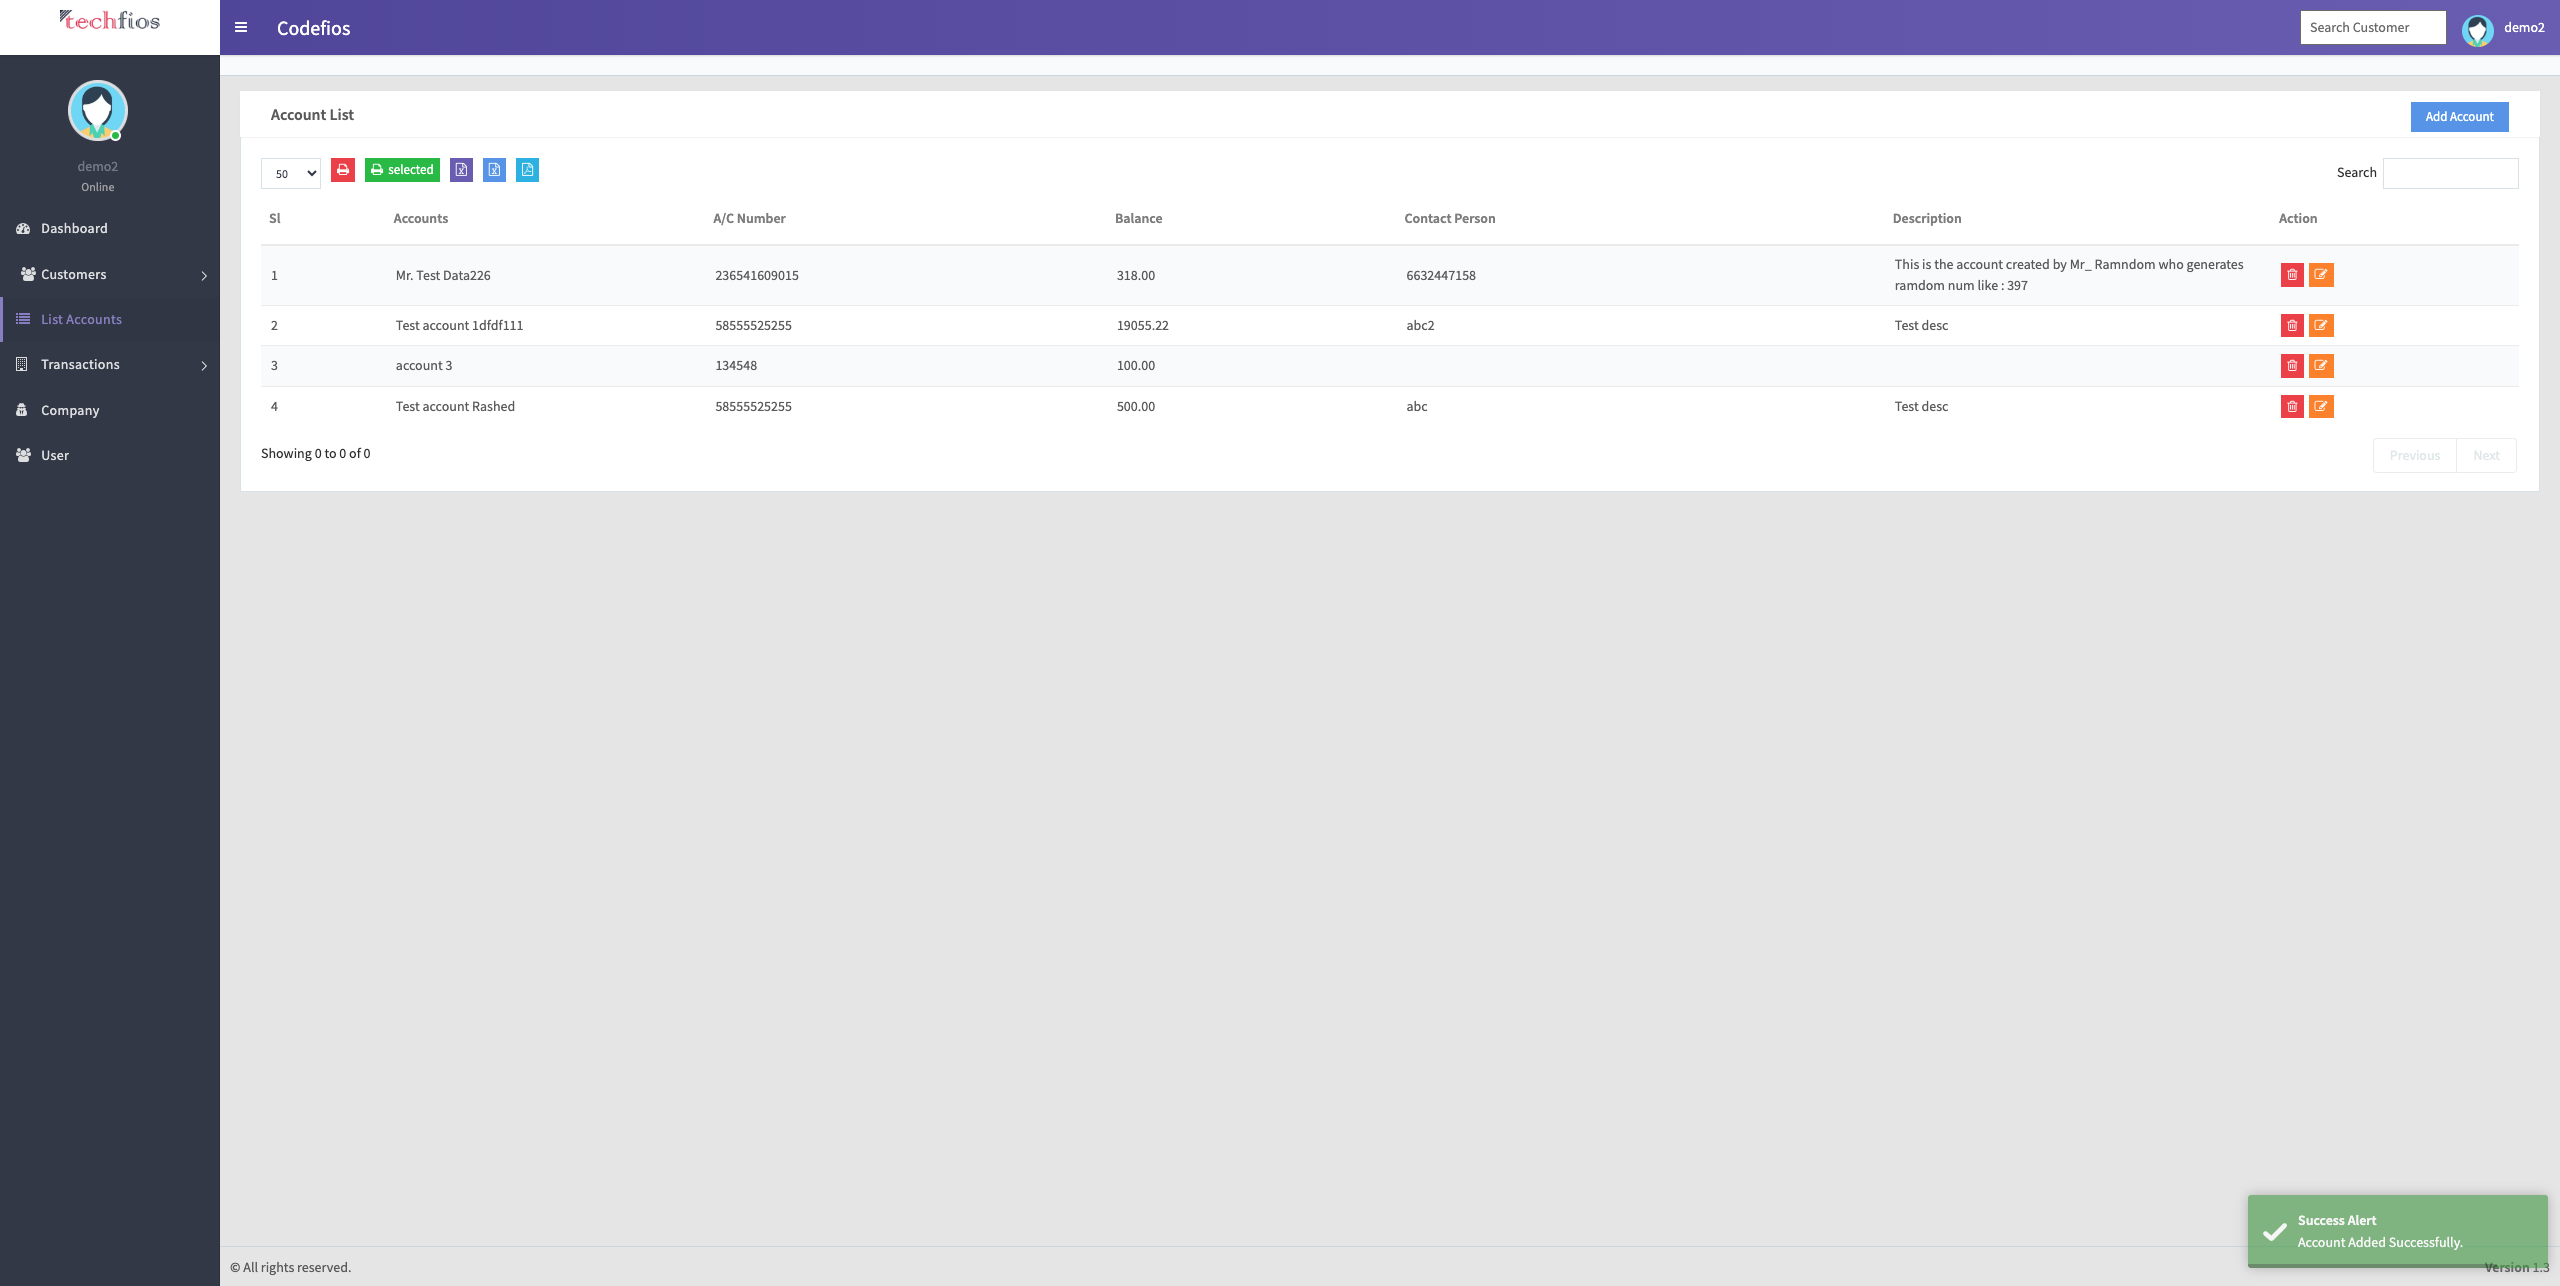 techfios
Codefios
Search Customer
demo2
demo2
Online
Dashboard
Customers
List Accounts
Transactions
Company
User
Account List
Add Account
50
selected
Search
Sl Accounts A/C Number Balance Contact Person Description Action
1 Mr. Test Data226 236541609015 318.00 6632447158 This is the account created by Mr_ Ramndom who generates
ramdom num like : 397
2 Test account 1dfdf111 58555525255 19055.22 abc2 Test desc
3 account 3 134548 100.00
4 Test account Rashed 58555525255 500.00 abc Test desc
Showing 0 to 0 of 0
Previous Next
Success Alert
Account Added Successfully.
© All rights reserved.
Version 1.3